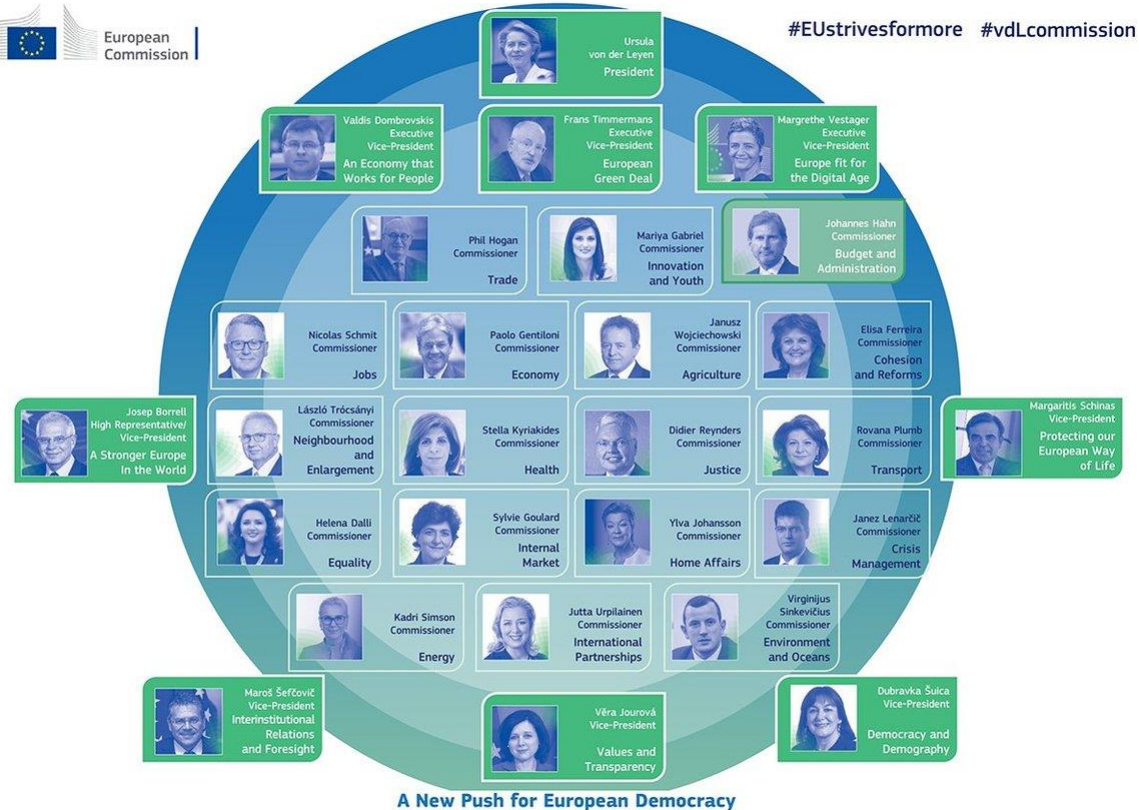 European
Commission
#EUstrivesformore #vdLcommission
Ursula
von der Leyen
President
Valdis Dombrovskis
Executive
Vice-President
An Economy that
Works for People
Frans Timmermans
Executive
Vice-President
European
Green Deal
Margrethe Vestager
Executive
Vice-President
Europe fit for
the Digital Age
Phil Hogan
Commissioner
Trade
Mariya Gabriel
Commissioner
Innovation
and Youth
Johannes Hahn
Commissioner
Budget and
Administration
Nicolas Schmit
Commissioner
Jobs
Paolo Gentiloni
Commissioner
Economy
Janusz
Wojciechowski
Commissioner
Agriculture
Elisa Ferreira
Commissioner
Cohesion
and Reforms
Josep Borrell
High Representative/
Vice-President
A Stronger Europe
In the World
László Trócsányi
Commissioner
Neighbourhood
and
Enlargement
Stella Kyriakides
Commissioner
Health
Didier Reynders
Commissioner
Justice
Rovana Plumb
Commissioner
Transport
Margaritis Schinas
Vice-President
Protecting our
European Way
of Life
Helena Dalli
Commissioner
Equality
Sylvie Goulard
Commissioner
Internal
Market
Ylva Johansson
Commissioner
Home Affairs
Janez Lenarčič
Commissioner
Crisis
Management
Kadri Simson
Commissioner
Energy
Jutta Urpilainen
Commissioner
International
Partnerships
Virginijus
Sinkevičius
Commissioner
Environment
and Oceans
Maroš Šefčovič
Vice-President
Interinstitutional
Relations
and Foresight
Věra Jourová
Vice-President
Values and
Transparency
Dubravka Šuica
Vice-President
Democracy and
Demography
A New Push for European Democracy